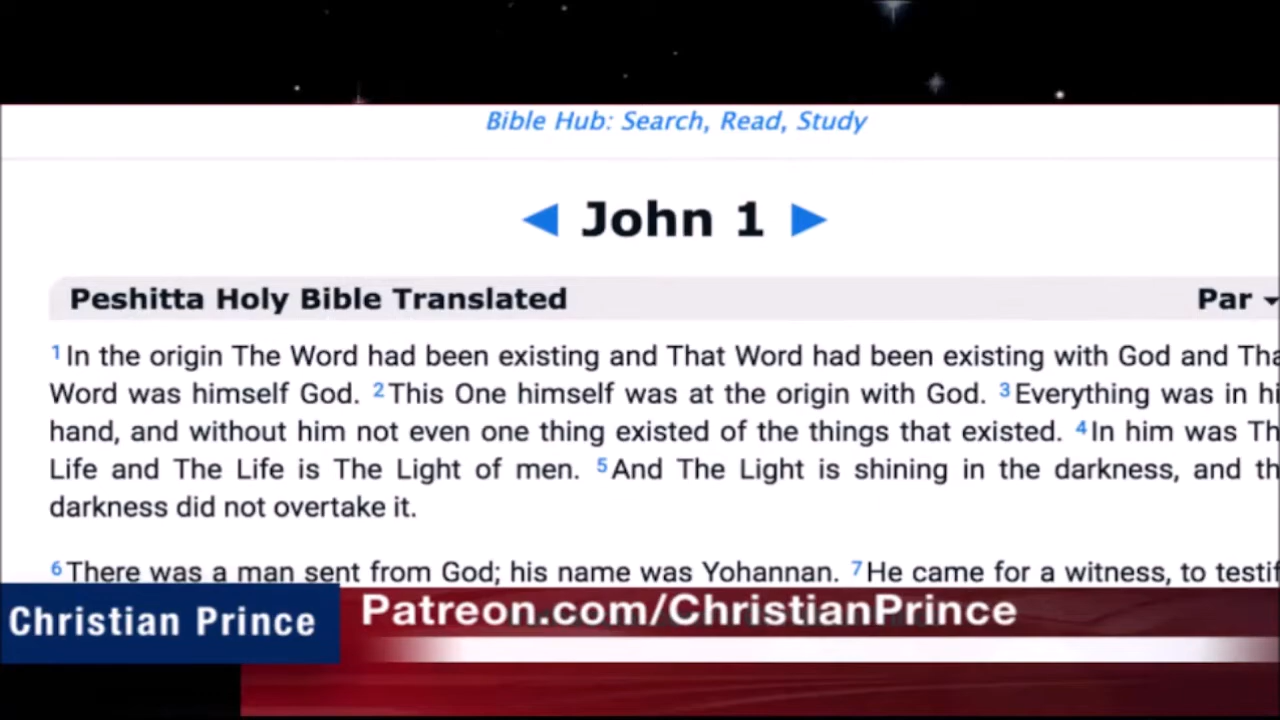 Bible Hub: Search, Read, Study
◀ John 1 ▶
Peshitta Holy Bible Translated
Par
1 In the origin The Word had been existing and That Word had been existing with God and
Word was himself God. 2 This One himself was at the origin with God. 3 Everything was in
hand, and without him not even one thing existed of the things that existed. 4 In him was
Life and The Life is The Light of men. 5 And The Light is shining in the darkness, and
darkness did not overtake it.
6 There was a man sent from God; his name was Yohannan. 7 He came for a witness, to
Christian Prince
Patreon.com/ChristianPrince